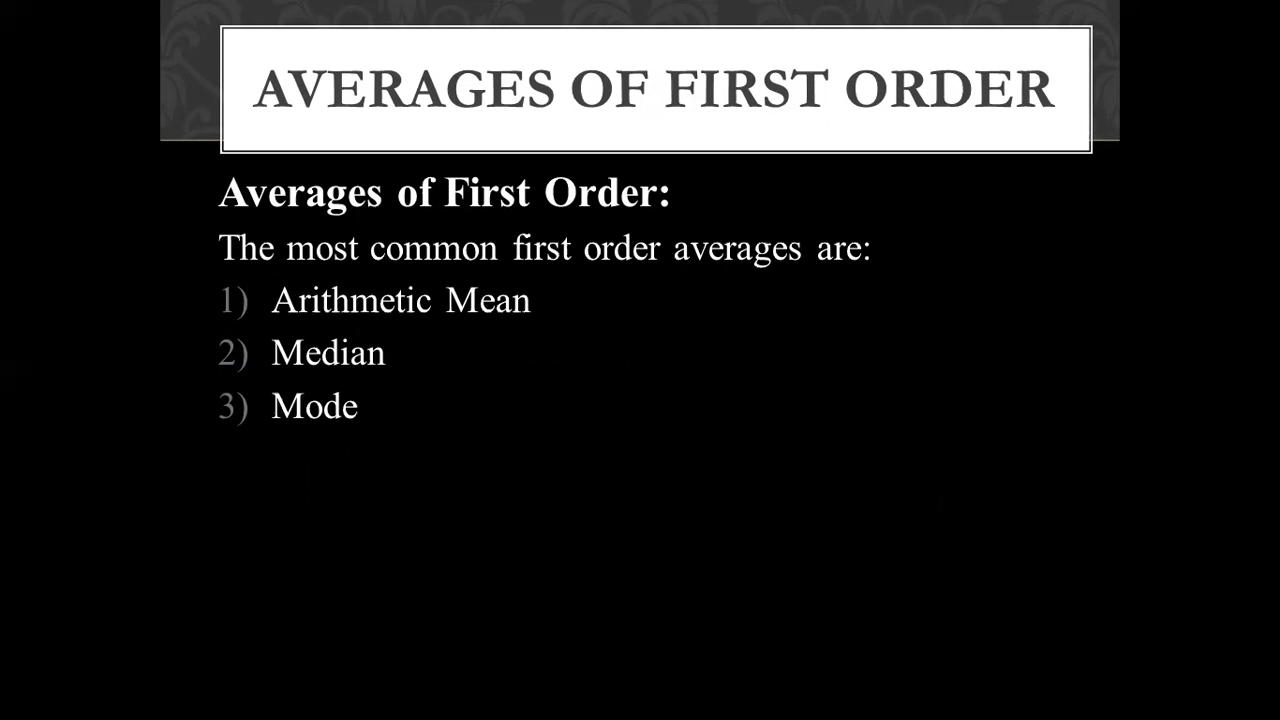 AVERAGES OF FIRST ORDER
Averages of First Order:
The most common first order averages are:
1) Arithmetic Mean
2) Median
3) Mode